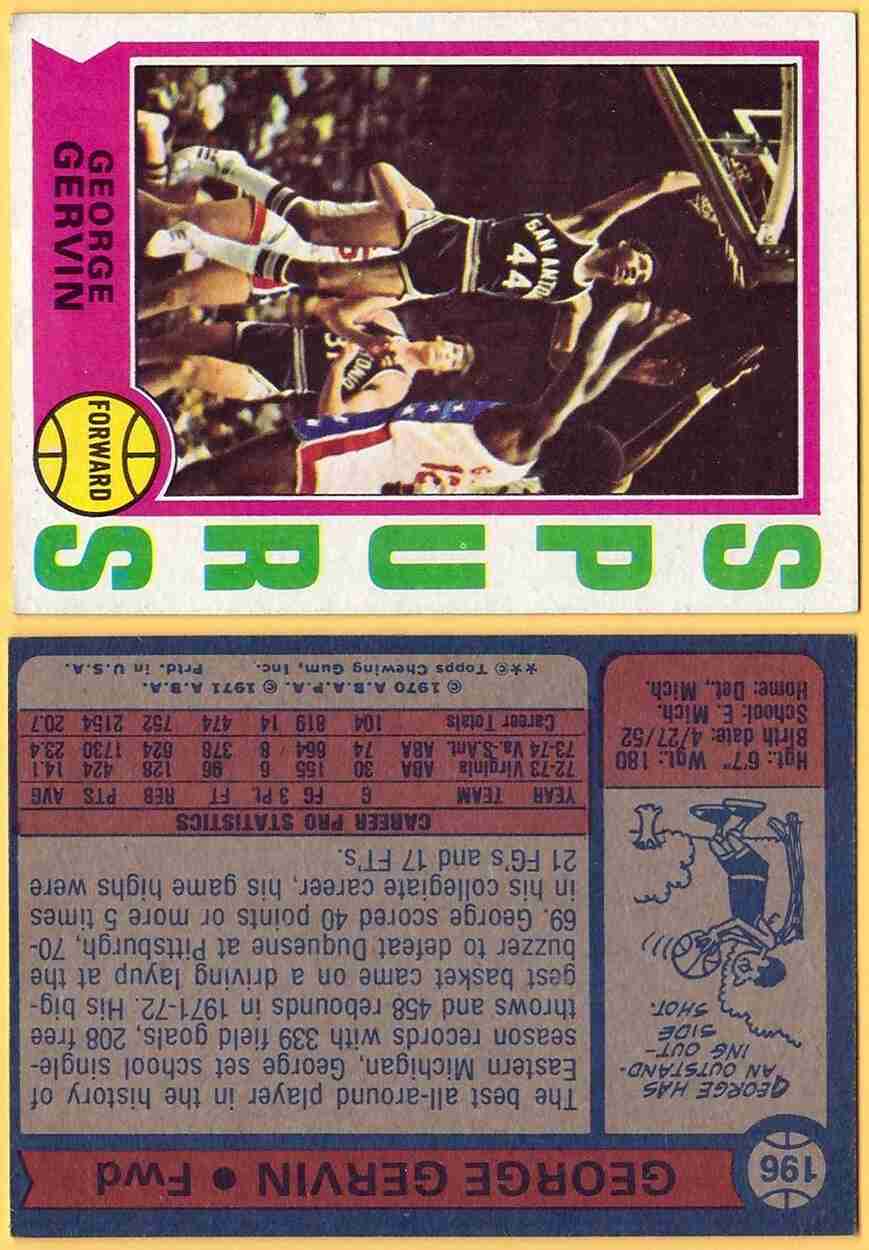 SPURS
GEORGE
GERVIN
FORWARD
SAN ANTO
44
31
TONIO
196
GEORGE GERVIN • Fwd
GEORGE HAS
AN OUTSTAND-
ING OUT-
SIDE
SHOT.
The best all-around player in the history of
Eastern Michigan, George set school single-
season records with 339 field goals, 208 free
throws and 458 rebounds in 1971-72. His big-
gest basket came on a driving layup at the
buzzer to defeat Duquesne at Pittsburgh, 70-
69. George scored 40 points or more 5 times
in his collegiate career, his game highs were
21 FG's and 17 FT's.
Hgt: 6'7" Wgt: 180
Birth date: 4/27/52
School: E. Mich.
Home: Det., Mich.
CAREER PRO STATISTICS
YEAR TEAM G FG 3 Pt. FT REB PTS AVG
72-73 Virginia ABA 30 155 6 96 128 424 14.1
73-74 Va.-S.Ant. ABA 74 664 8 378 624 1730 23.4
Career Totals 104 819 14 474 752 2154 20.7
© 1970 A.B.A.P.A. © 1971 A.B.A.
★★© Topps Chewing Gum, Inc. Prtd. in U.S.A.